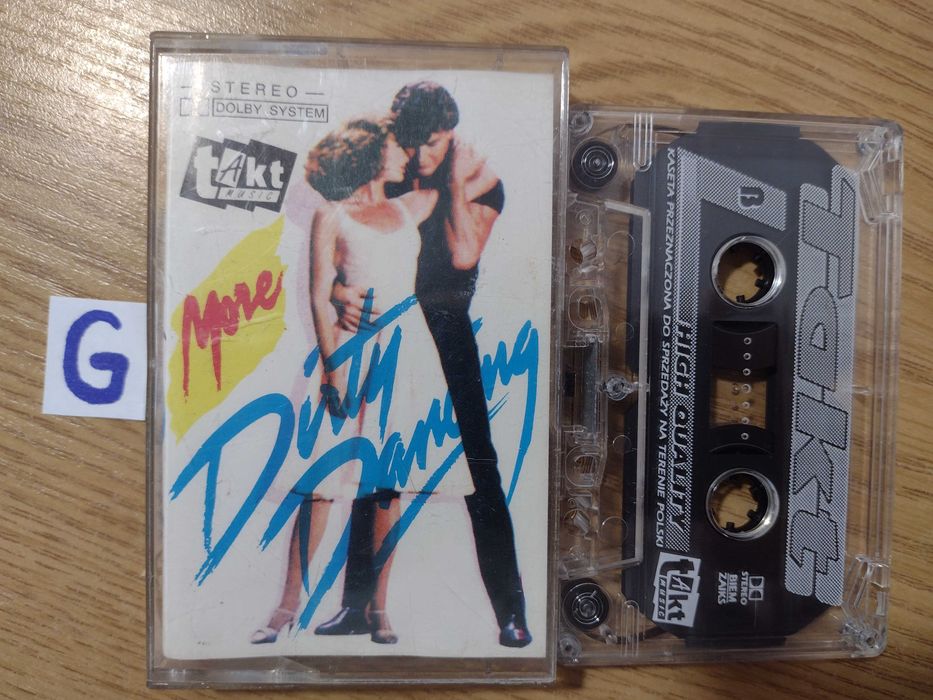 STEREO
DOLBY SYSTEM
tAkt
MUSIC
More
Dirty
Dancing
G
B
KASETA PRZEZNACZONA DO SPRZEDAŻY NA TERENIE POLSKI
HIGH QUALITY
Takt
tAkt
MUSIC
STEREO
BIEM
ZAIKS